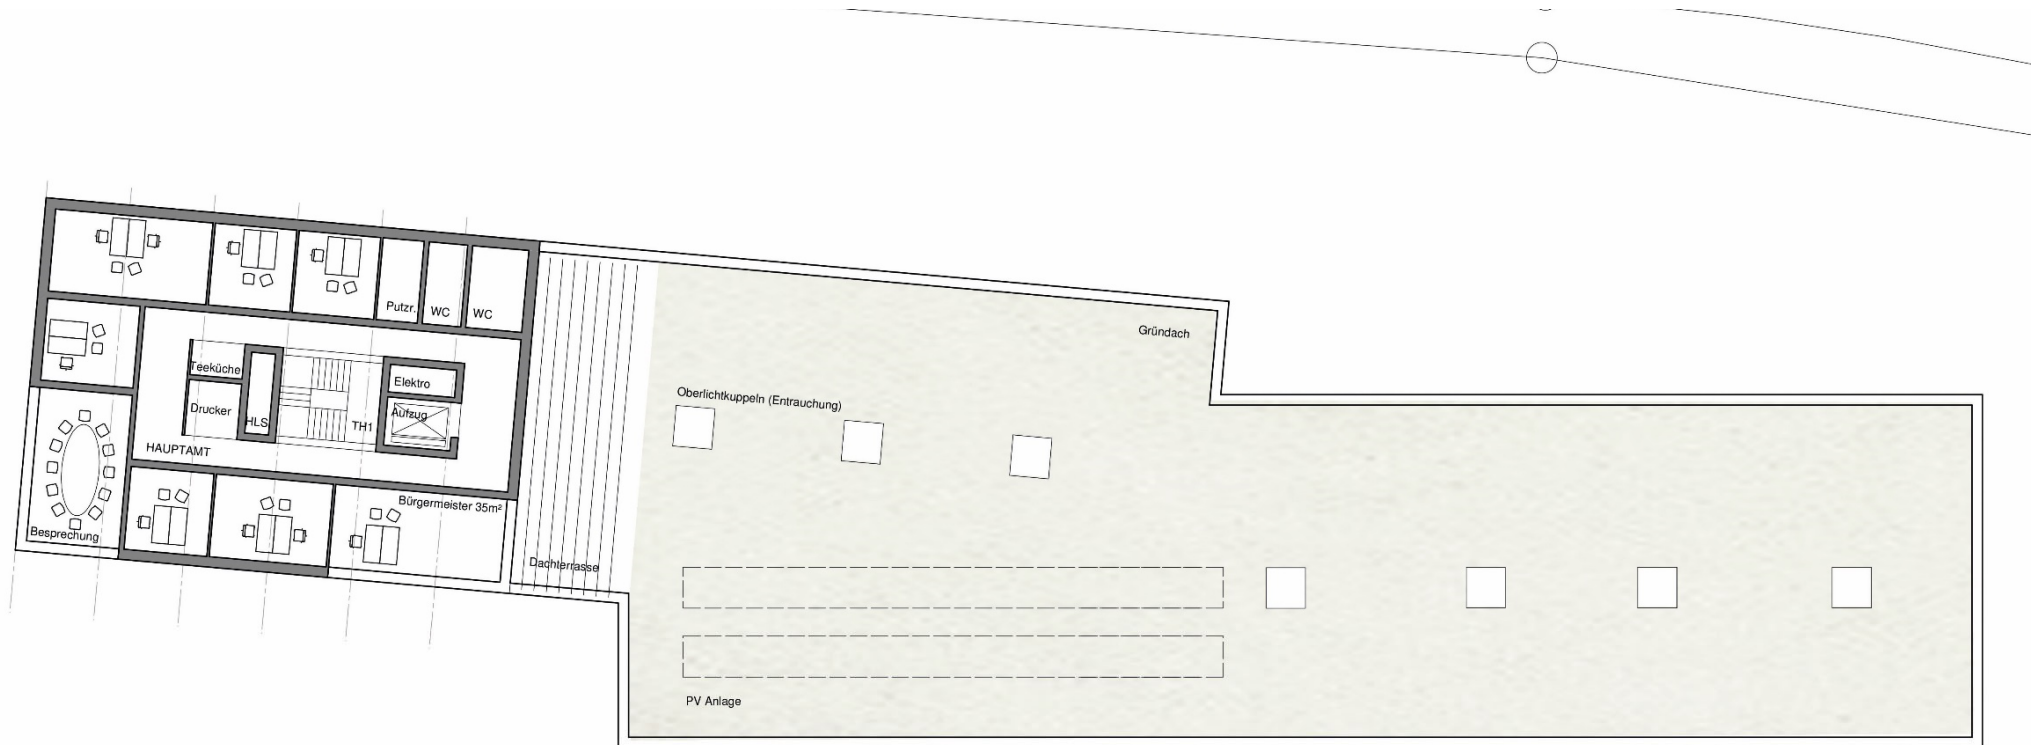 Putzr.
WC
WC
Gründach
Teeküche
Elektro
Oberlichtkuppeln (Entrauchung)
Drucker
Aufzug
HLS
TH1
HAUPTAMT
Bürgermeister 35m²
Besprechung
Dachterrasse
PV Anlage